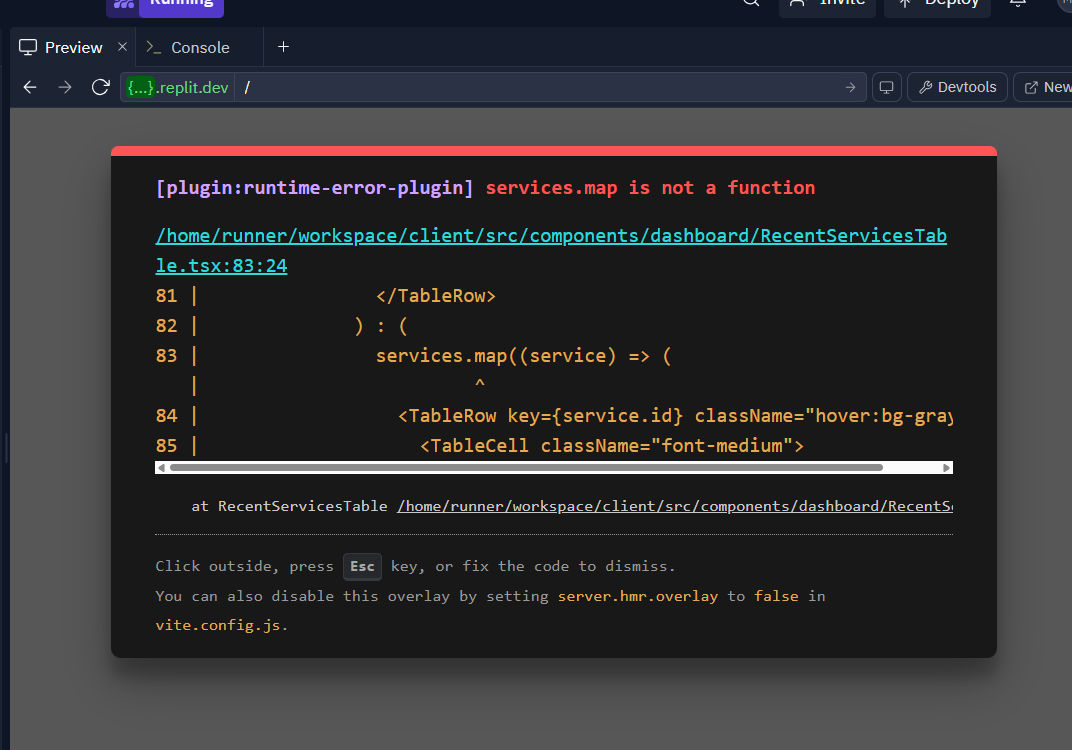 Running
Invite
Deploy
Preview
Console
{...}.replit.dev
/
Devtools
New
[plugin:runtime-error-plugin] services.map is not a function
/home/runner/workspace/client/src/components/dashboard/RecentServicesTab
le.tsx:83:24
81 | </TableRow>
82 | ) : (
83 | services.map((service) => (
| ^
84 | <TableRow key={service.id} className="hover:bg-gray
85 | <TableCell className="font-medium">
at RecentServicesTable /home/runner/workspace/client/src/components/dashboard/RecentS
Click outside, press Esc key, or fix the code to dismiss.
You can also disable this overlay by setting server.hmr.overlay to false in
vite.config.js.